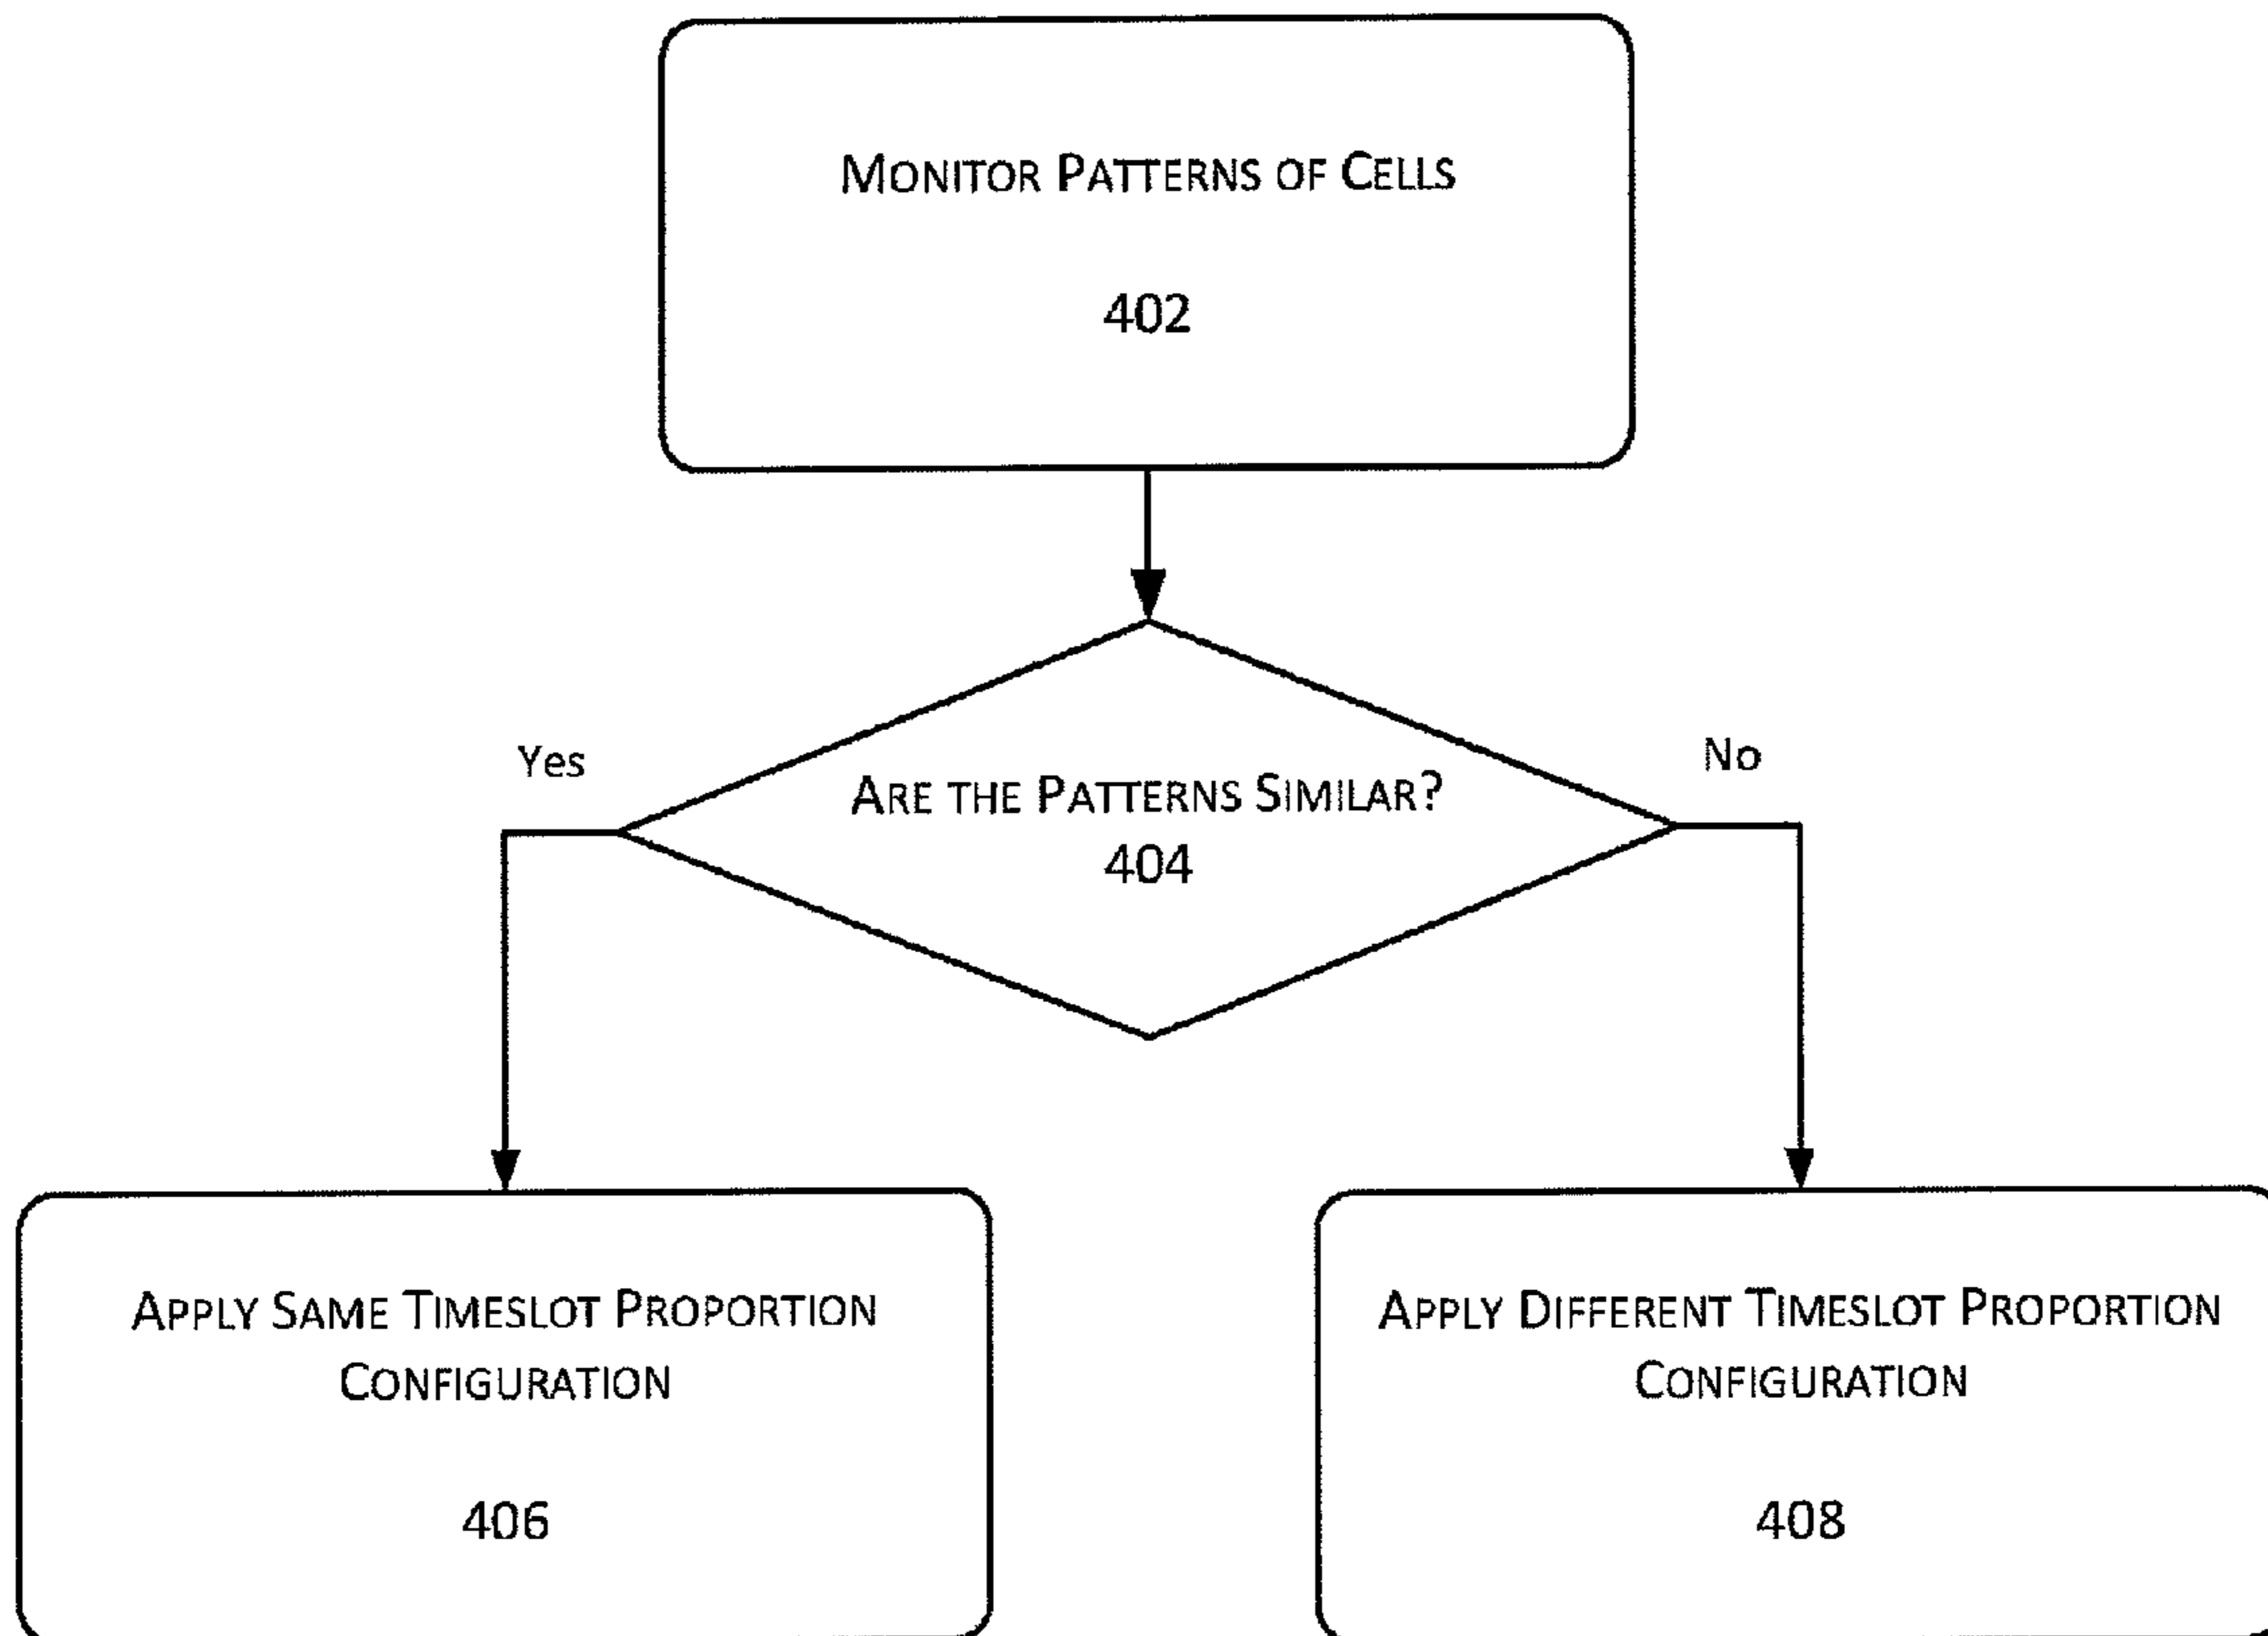 MONITOR PATTERNS OF CELLS
402
Yes
No
ARE THE PATTERNS SIMILAR?
404
APPLY SAME TIMESLOT PROPORTION
CONFIGURATION
406
APPLY DIFFERENT TIMESLOT PROPORTION
CONFIGURATION
408